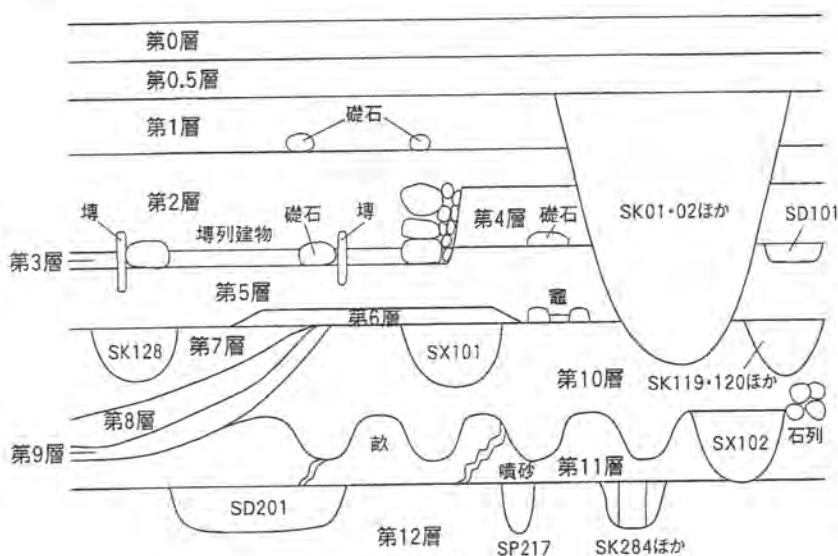 第0層
第0.5層
礎石
第1層
第2層
塼
塼列建物
礎石
塼
第4層
礎石
SK01・02ほか
SD101
第3層
第5層
竈
第6層
SK128
第7層
SX101
第10層
SK119・120ほか
第8層
石列
第9層
畝
SX102
噴砂
第11層
SD201
第12層
SP217
SK284ほか